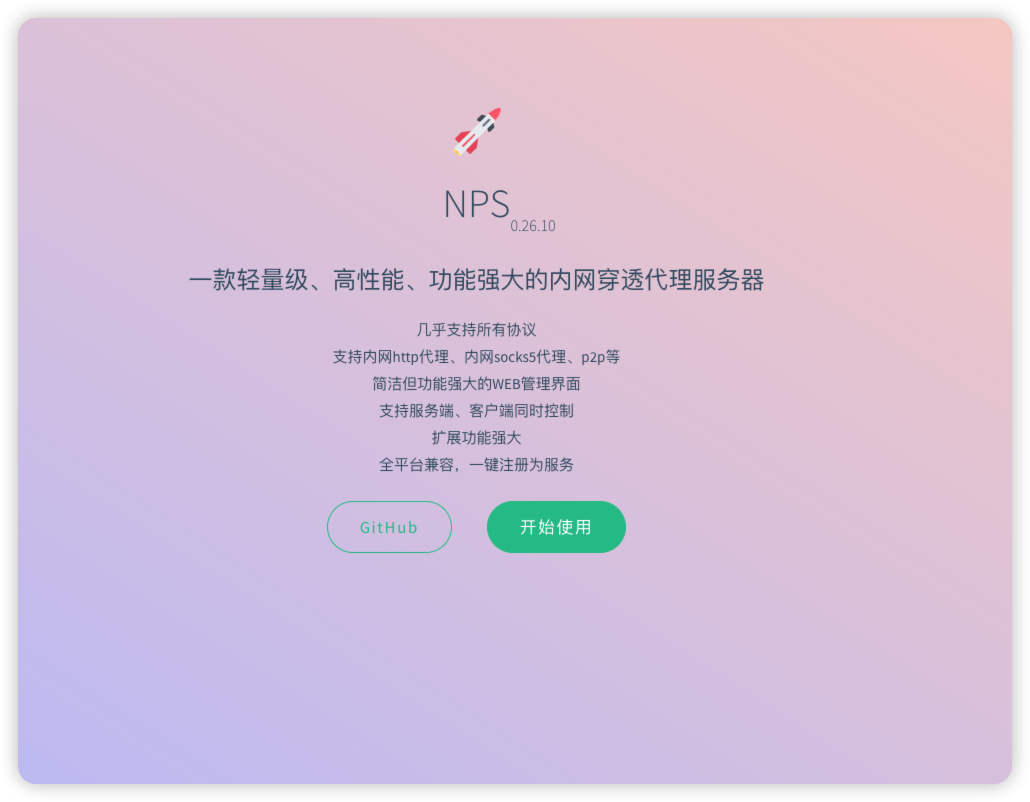 NPS 0.26.10
一款轻量级、高性能、功能强大的内网穿透代理服务器
几乎支持所有协议
支持内网http代理、内网socks5代理、p2p等
简洁但功能强大的WEB管理界面
支持服务端、客户端同时控制
扩展功能强大
全平台兼容，一键注册为服务
GitHub 开始使用